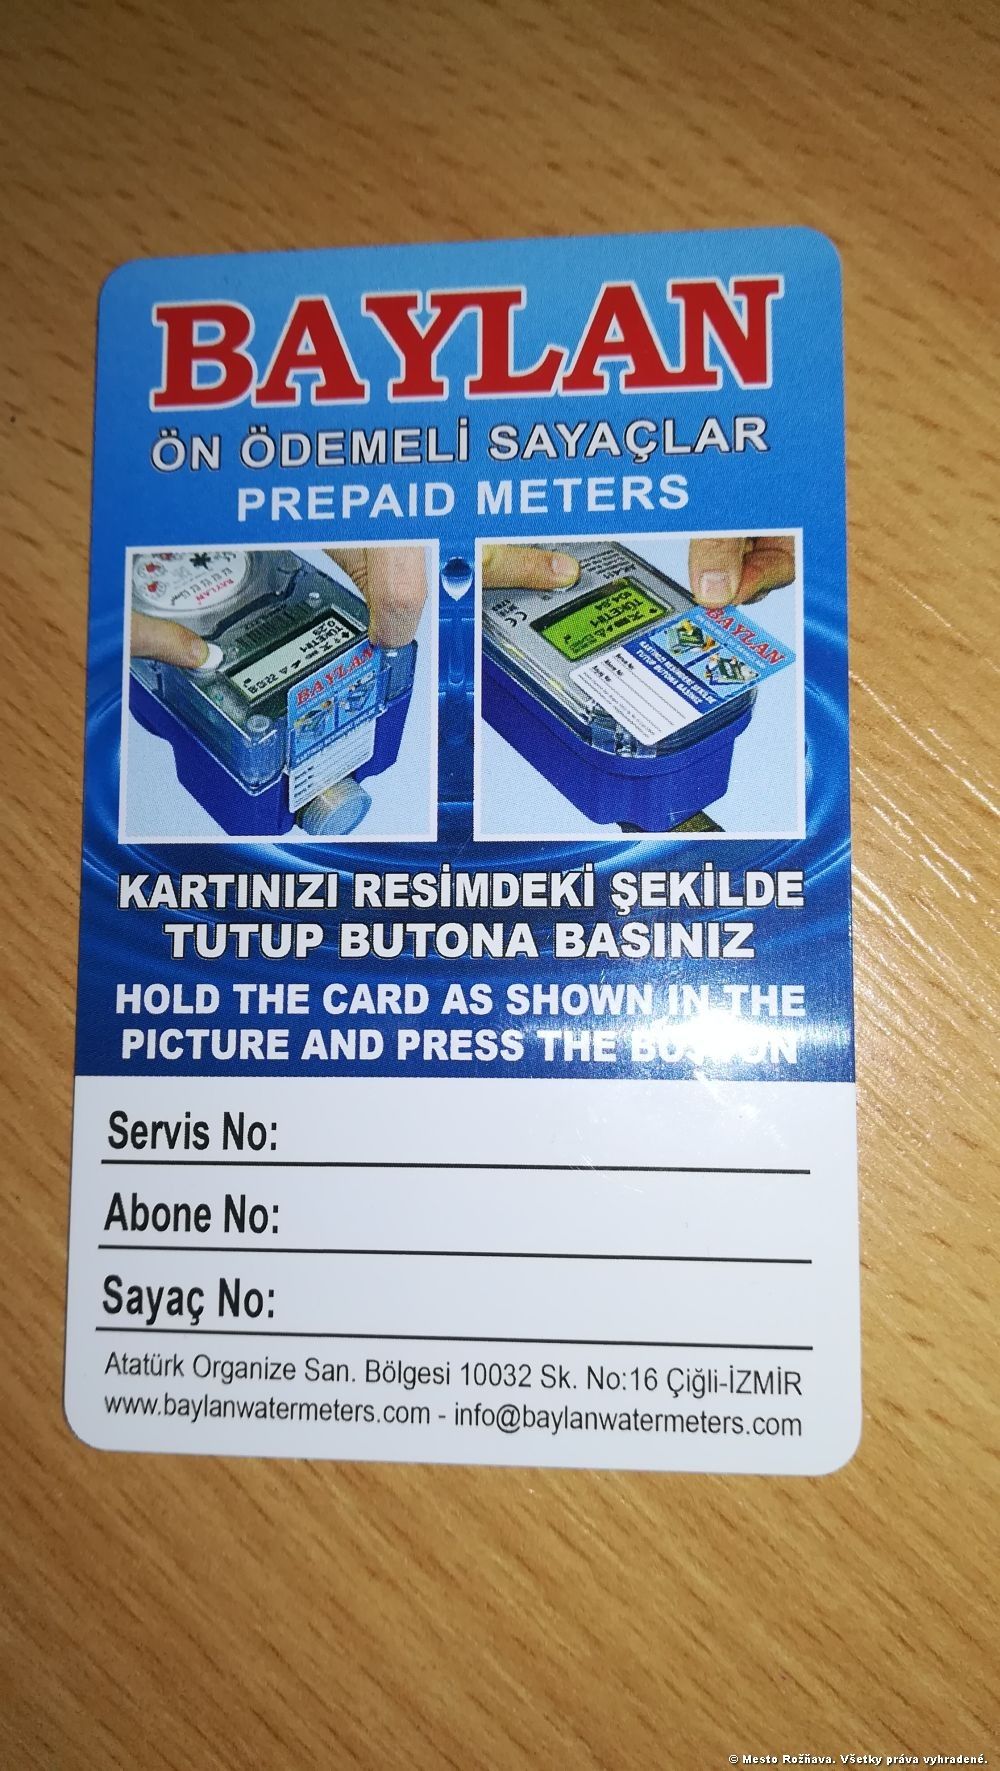 BAYLAN
ÖN ÖDEMELİ SAYAÇLAR
PREPAID METERS
KARTINIZI RESİMDEKİ ŞEKİLDE
TUTUP BUTONA BASINIZ
HOLD THE CARD AS SHOWN IN THE
PICTURE AND PRESS THE BUTTON
Servis No:
Abone No:
Sayaç No:
Atatürk Organize San. Bölgesi 10032 Sk. No:16 Çiğli-İZMİR
www.baylanwatermeters.com - info@baylanwatermeters.com
© Mesto Rožňava. Všetky práva vyhradené.